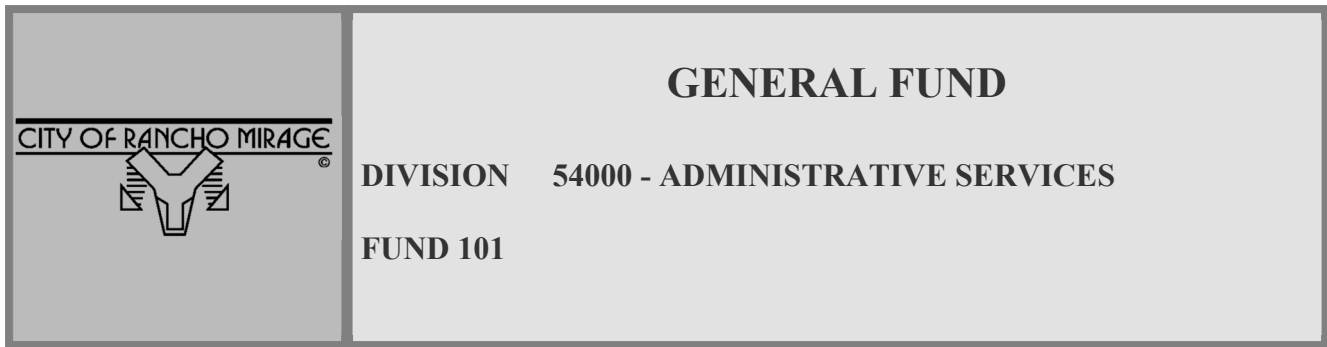 CITY OF RANCHO MIRAGE
©
GENERAL FUND
DIVISION 54000 - ADMINISTRATIVE SERVICES
FUND 101